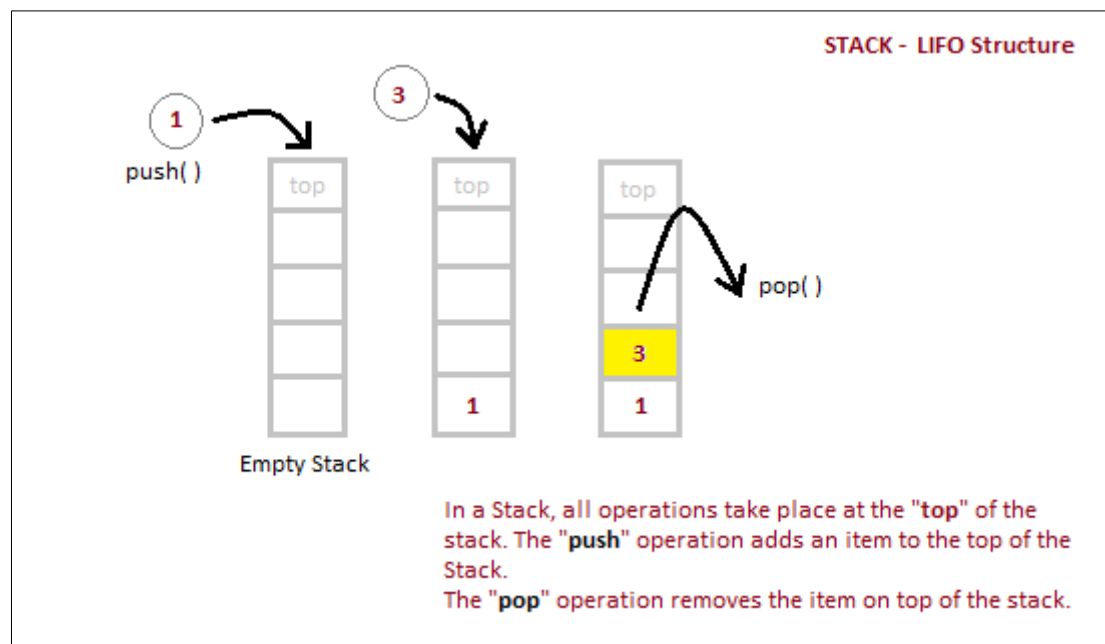 STACK - LIFO Structure
1
3
push( )
top
top
top
pop( )
3
1
1
Empty Stack
In a Stack, all operations take place at the "top" of the
stack. The "push" operation adds an item to the top of the
Stack.
The "pop" operation removes the item on top of the stack.